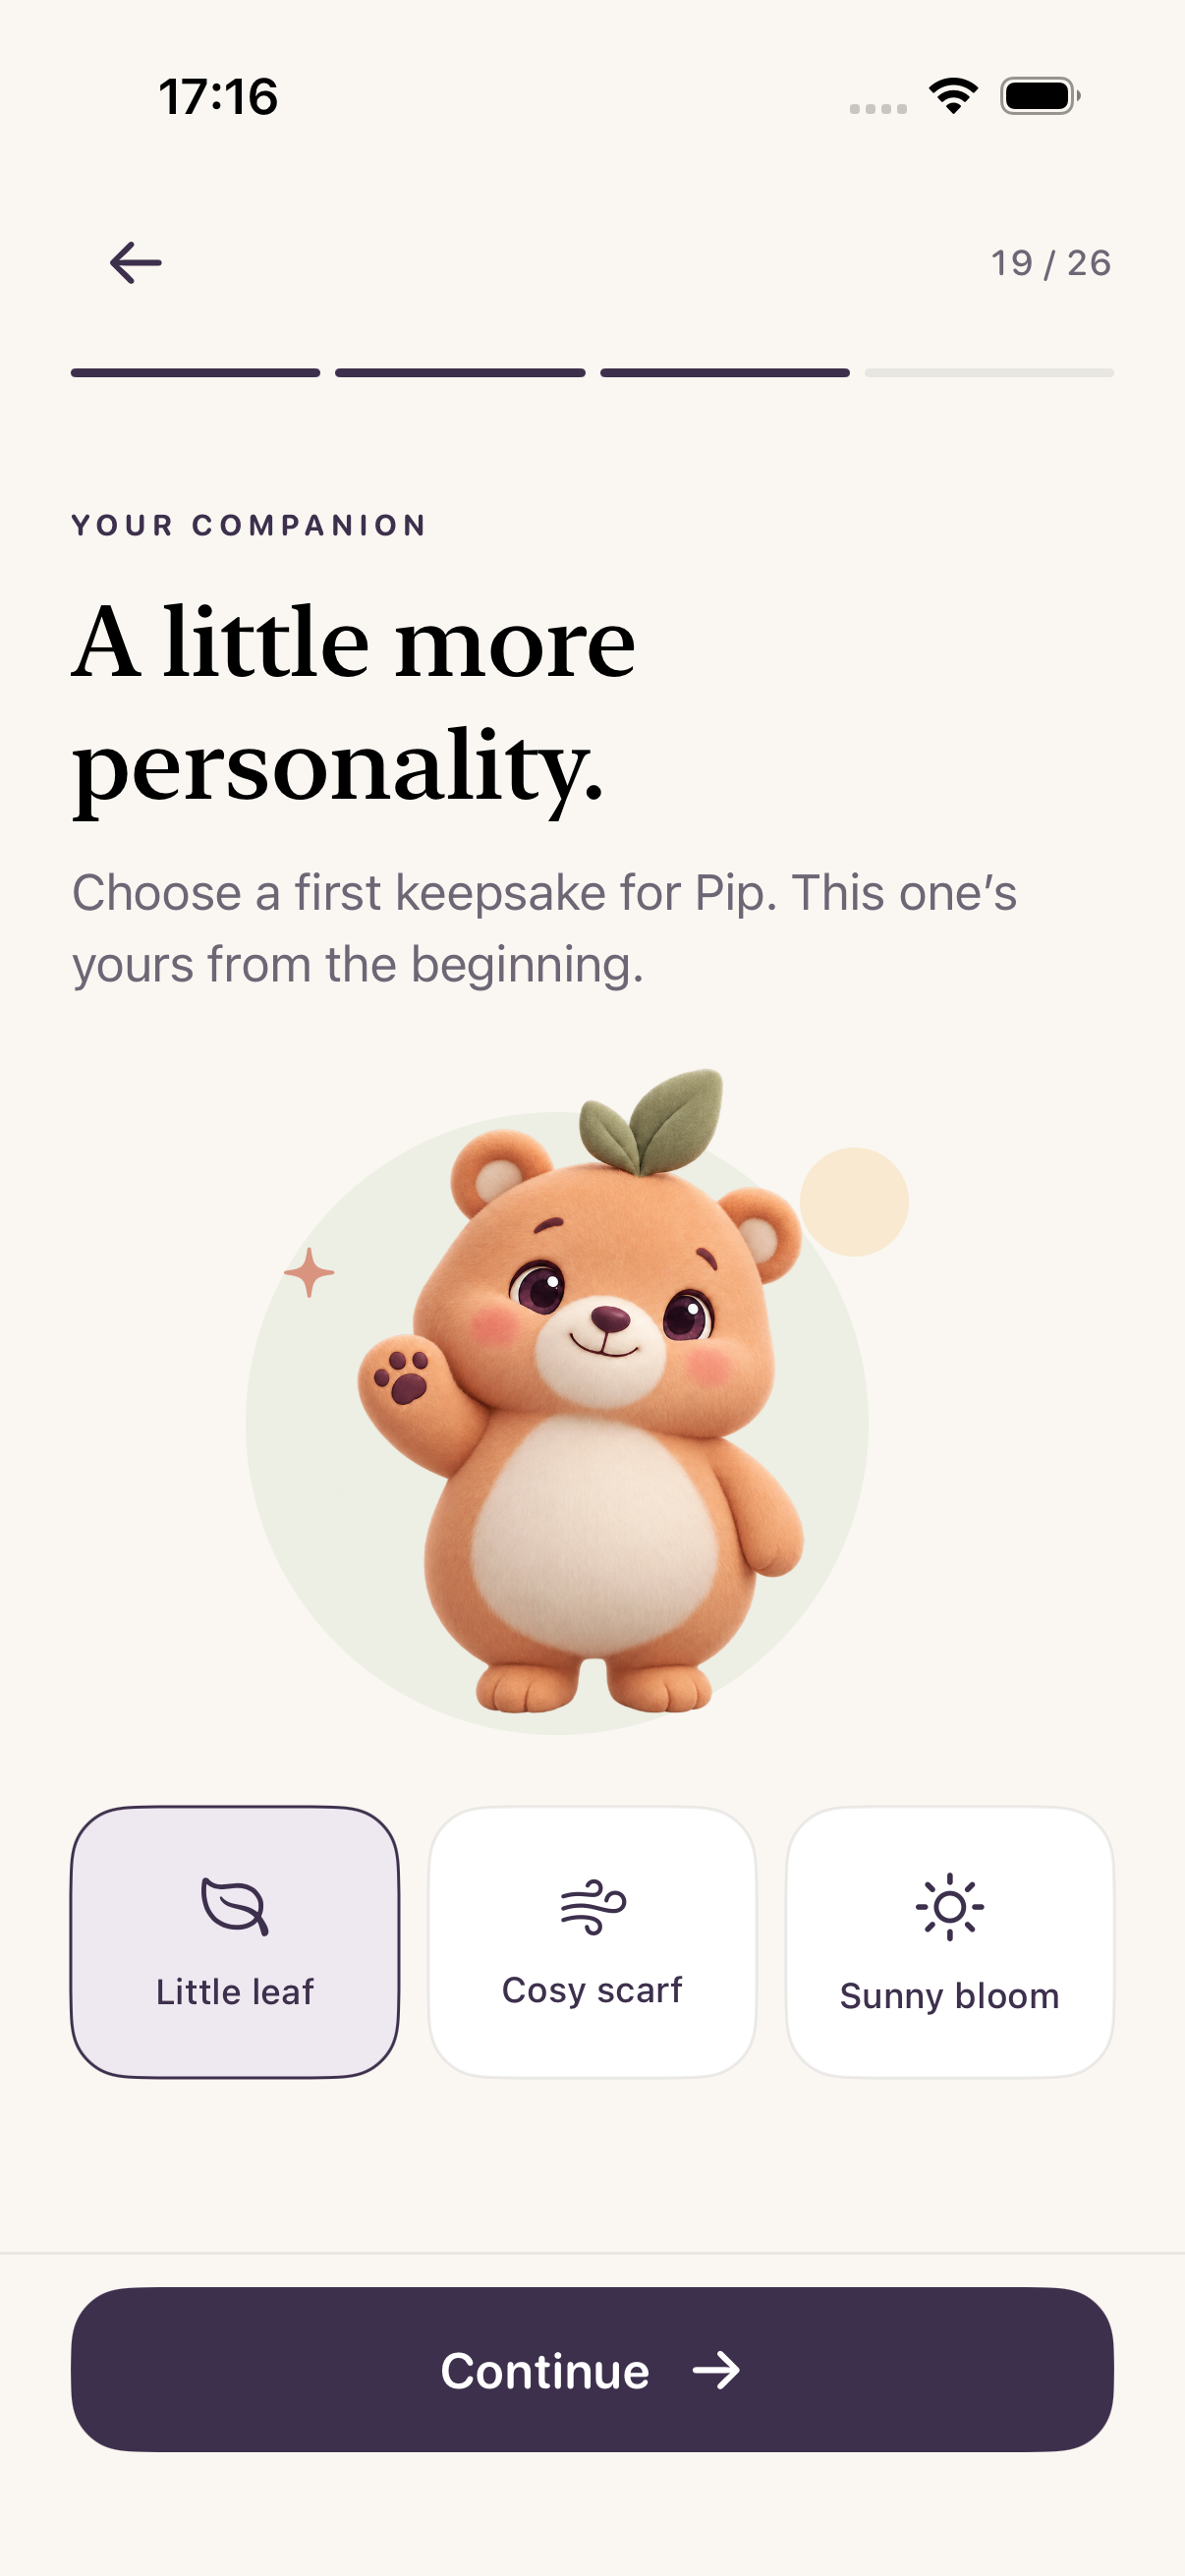 17:16
19 / 26
YOUR COMPANION
A little more
personality.
Choose a first keepsake for Pip. This one’s
yours from the beginning.
Little leaf
Cosy scarf
Sunny bloom
Continue